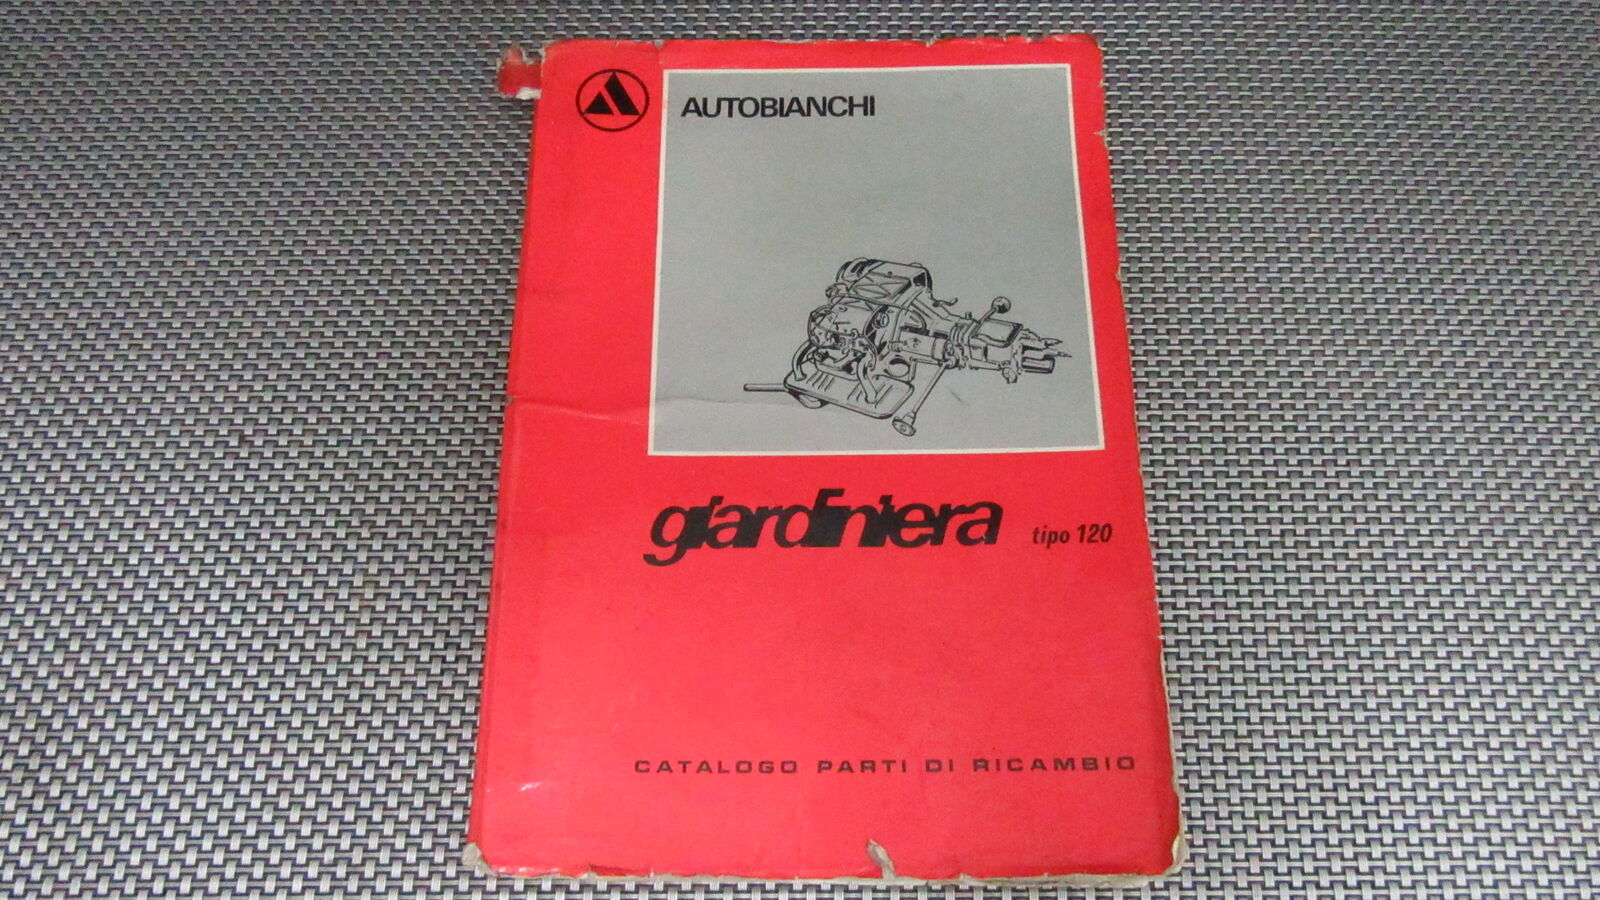 AUTOBIANCHI
giardiniera tipo 120
CATALOGO PARTI DI RICAMBIO